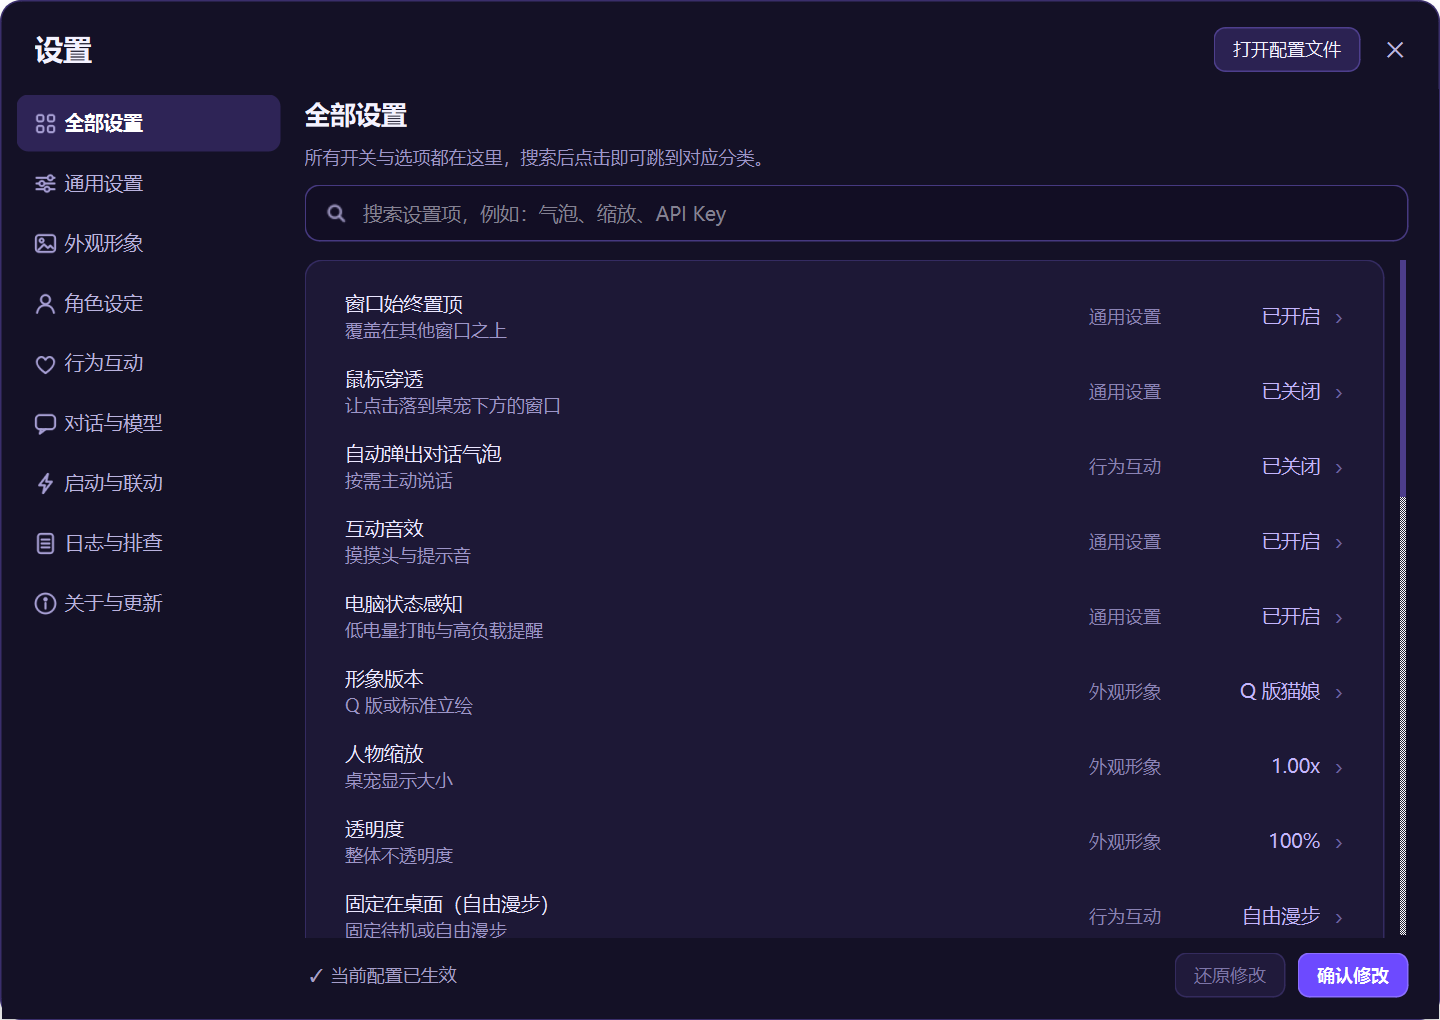 设置
打开配置文件
全部设置
通用设置
外观形象
角色设定
行为互动
对话与模型
启动与联动
日志与排查
关于与更新
全部设置
所有开关与选项都在这里，搜索后点击即可跳到对应分类。
搜索设置项，例如：气泡、缩放、API Key
窗口始终置顶
覆盖在其他窗口之上
通用设置
已开启
鼠标穿透
让点击落到桌宠下方的窗口
通用设置
已关闭
自动弹出对话气泡
按需主动说话
行为互动
已关闭
互动音效
摸摸头与提示音
通用设置
已开启
电脑状态感知
低电量打盹与高负载提醒
通用设置
已开启
形象版本
Q 版或标准立绘
外观形象
Q 版猫娘
人物缩放
桌宠显示大小
外观形象
1.00x
透明度
整体不透明度
外观形象
100%
固定在桌面（自由漫步）
固定待机或自由漫步
行为互动
自由漫步
✓ 当前配置已生效
还原修改
确认修改